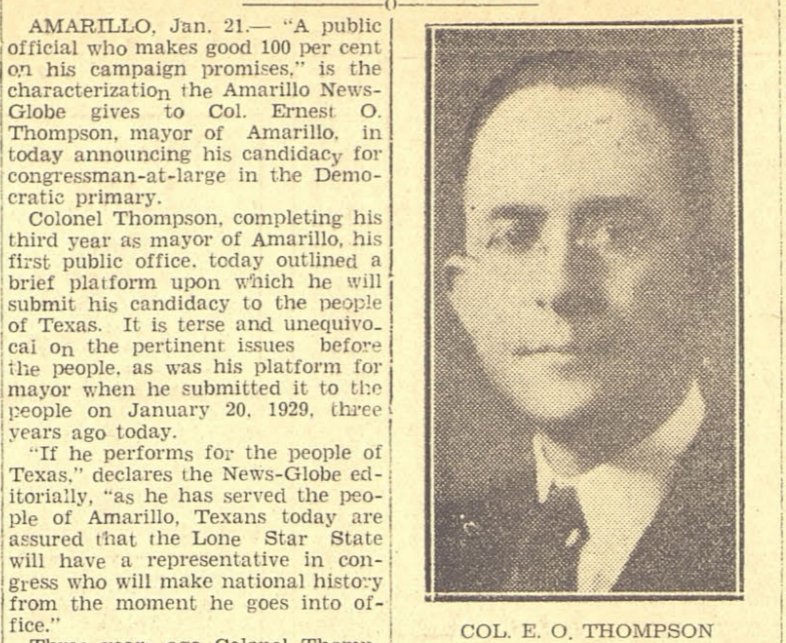 AMARILLO, Jan. 21.— "A public
official who makes good 100 per cent
on his campaign promises," is the
characterization the Amarillo News-
Globe gives to Col. Ernest O.
Thompson, mayor of Amarillo, in
today announcing his candidacy for
congressman-at-large in the Demo-
cratic primary.
Colonel Thompson, completing his
third year as mayor of Amarillo, his
first public office. today outlined a
brief platform upon which he will
submit his candidacy to the people
of Texas. It is terse and unequivo-
cal on the pertinent issues before
the people, as was his platform for
mayor when he submitted it to the
people on January 20, 1929, three
years ago today.
"If he performs for the people of
Texas," declares the News-Globe ed-
itorially, "as he has served the peo-
ple of Amarillo, Texans today are
assured that the Lone Star State
will have a representative in con-
gress who will make national history
from the moment he goes into of-
fice."
Three year ago Colonel Thomp-
COL. E. O. THOMPSON